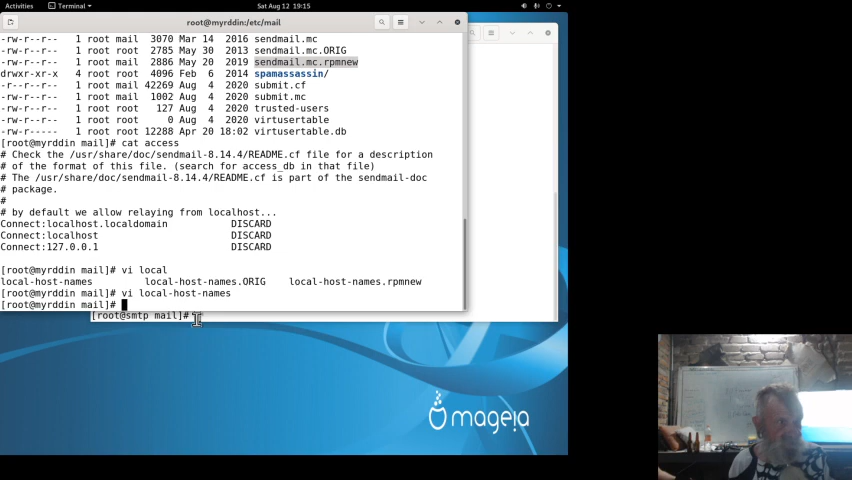 Activities Terminal Sat Aug 12 19:15
root@myrddin:/etc/mail
-rw-r--r-- 1 root mail 3070 Mar 14 2016 sendmail.mc
-rw-r--r-- 1 root root 2785 May 30 2013 sendmail.mc.ORIG
-rw-r--r-- 1 root mail 2886 May 20 2019 sendmail.mc.rpmnew
drwxr-xr-x 4 root root 4096 Feb 6 2014 spamassassin/
-r--r--r-- 1 root mail 42269 Aug 4 2020 submit.cf
-rw-r--r-- 1 root mail 1002 Aug 4 2020 submit.mc
-rw-r--r-- 1 root root 127 Aug 4 2020 trusted-users
-rw-r--r-- 1 root root 0 Aug 4 2020 virtusertable
-rw-r----- 1 root root 12288 Apr 20 18:02 virtusertable.db
[root@myrddin mail]# cat access
# Check the /usr/share/doc/sendmail-8.14.4/README.cf file for a description
# of the format of this file. (search for access_db in that file)
# The /usr/share/doc/sendmail-8.14.4/README.cf is part of the sendmail-doc
# package.
#
# by default we allow relaying from localhost...
Connect:localhost.localdomain DISCARD
Connect:localhost DISCARD
Connect:127.0.0.1 DISCARD
[root@myrddin mail]# vi local
local-host-names local-host-names.ORIG local-host-names.rpmnew
[root@myrddin mail]# vi local-host-names
[root@myrddin mail]#
[root@smtp mail]#
mageia